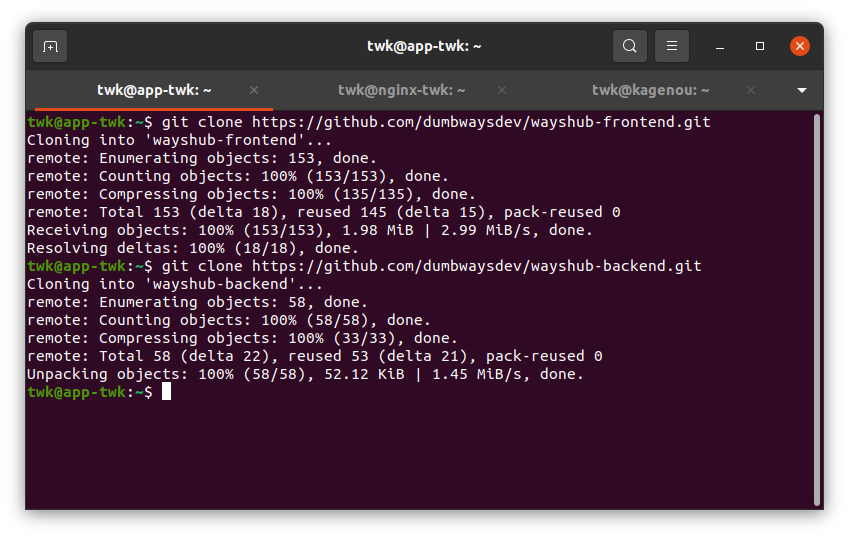 twk@app-twk: ~
twk@app-twk: ~
twk@nginx-twk: ~
twk@kagenou: ~
twk@app-twk:~$ git clone https://github.com/dumbwaysdev/wayshub-frontend.git
Cloning into 'wayshub-frontend'...
remote: Enumerating objects: 153, done.
remote: Counting objects: 100% (153/153), done.
remote: Compressing objects: 100% (135/135), done.
remote: Total 153 (delta 18), reused 145 (delta 15), pack-reused 0
Receiving objects: 100% (153/153), 1.98 MiB | 2.99 MiB/s, done.
Resolving deltas: 100% (18/18), done.
twk@app-twk:~$ git clone https://github.com/dumbwaysdev/wayshub-backend.git
Cloning into 'wayshub-backend'...
remote: Enumerating objects: 58, done.
remote: Counting objects: 100% (58/58), done.
remote: Compressing objects: 100% (33/33), done.
remote: Total 58 (delta 22), reused 53 (delta 21), pack-reused 0
Unpacking objects: 100% (58/58), 52.12 KiB | 1.45 MiB/s, done.
twk@app-twk:~$